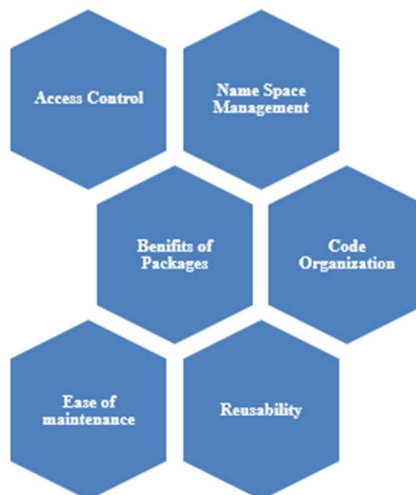 Access Control
Name Space
Management
Benifits of
Packages
Code
Organization
Ease of
maintenance
Reusability